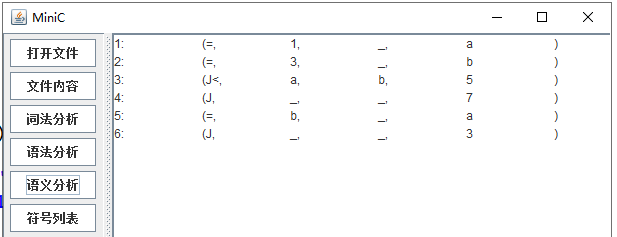 MiniC
打开文件
文件内容
词法分析
语法分析
语义分析
符号列表
1: (=, 1, _, a )
2: (=, 3, _, b )
3: (J<, a, b, 5 )
4: (J, _, _, 7 )
5: (=, b, _, a )
6: (J, _, _, 3 )